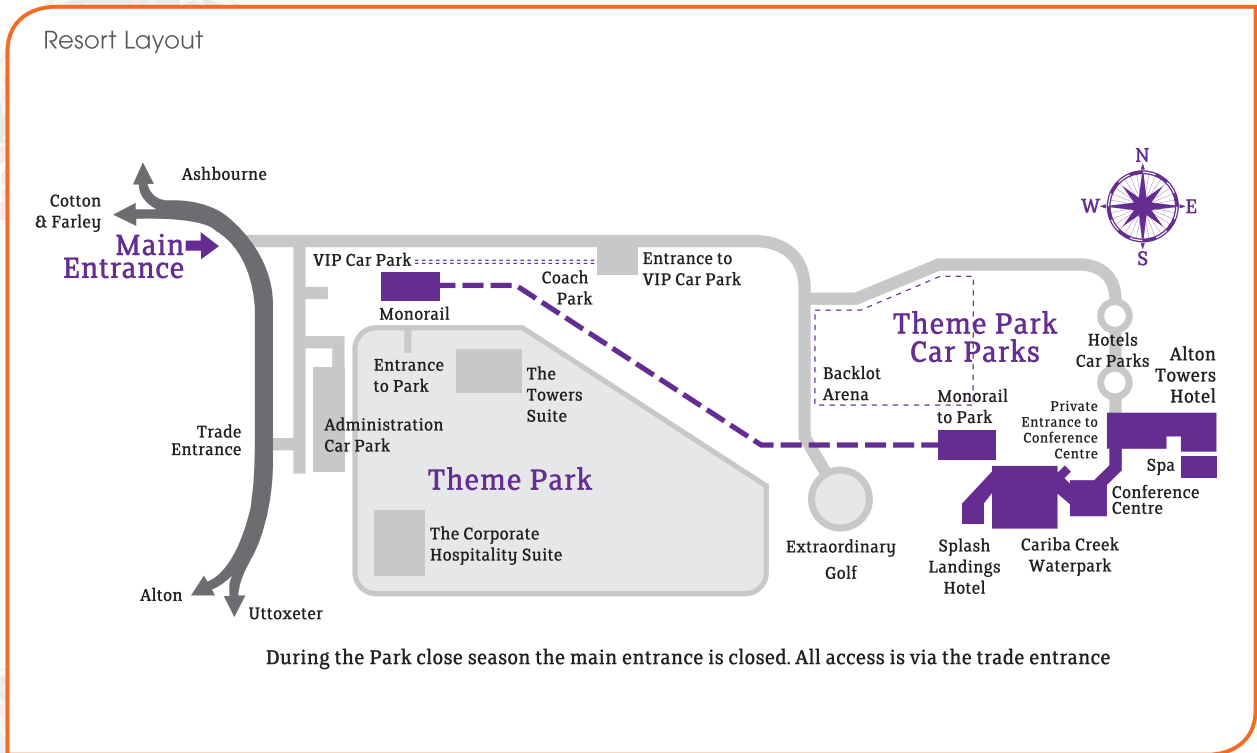 Resort Layout
Ashbourne
Cotton
& Farley
Main
Entrance
N
W
E
S
VIP Car Park
Coach
Park
Entrance to
VIP Car Park
Monorail
Theme Park
Car Parks
Hotels
Car Parks
Alton
Towers
Hotel
Entrance
to Park
The
Towers
Suite
Backlot
Arena
Monorail
to Park
Private
Entrance to
Conference
Centre
Trade
Entrance
Administration
Car Park
Theme Park
Spa
Conference
Centre
The Corporate
Hospitality Suite
Extraordinary
Golf
Splash
Landings
Hotel
Cariba Creek
Waterpark
Alton
Uttoxeter
During the Park close season the main entrance is closed. All access is via the trade entrance